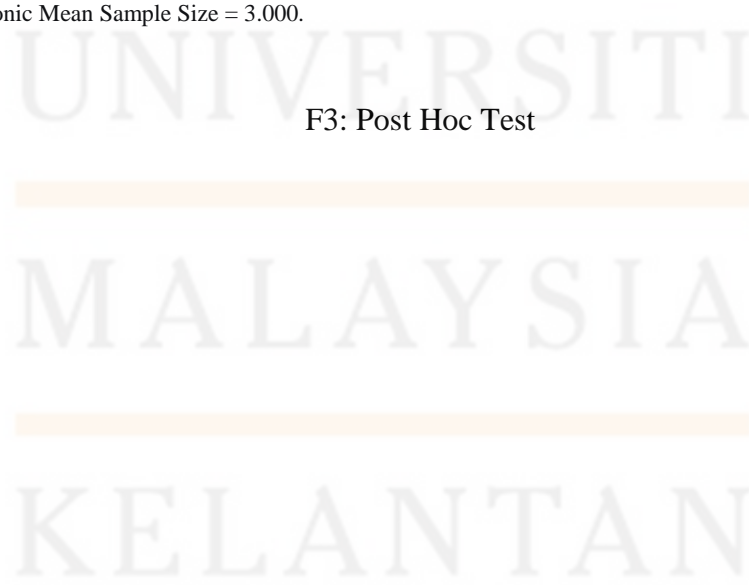 onic Mean Sample Size = 3.000.
UNIVERSITI
F3: Post Hoc Test
MALAYSIA
KELANTAN